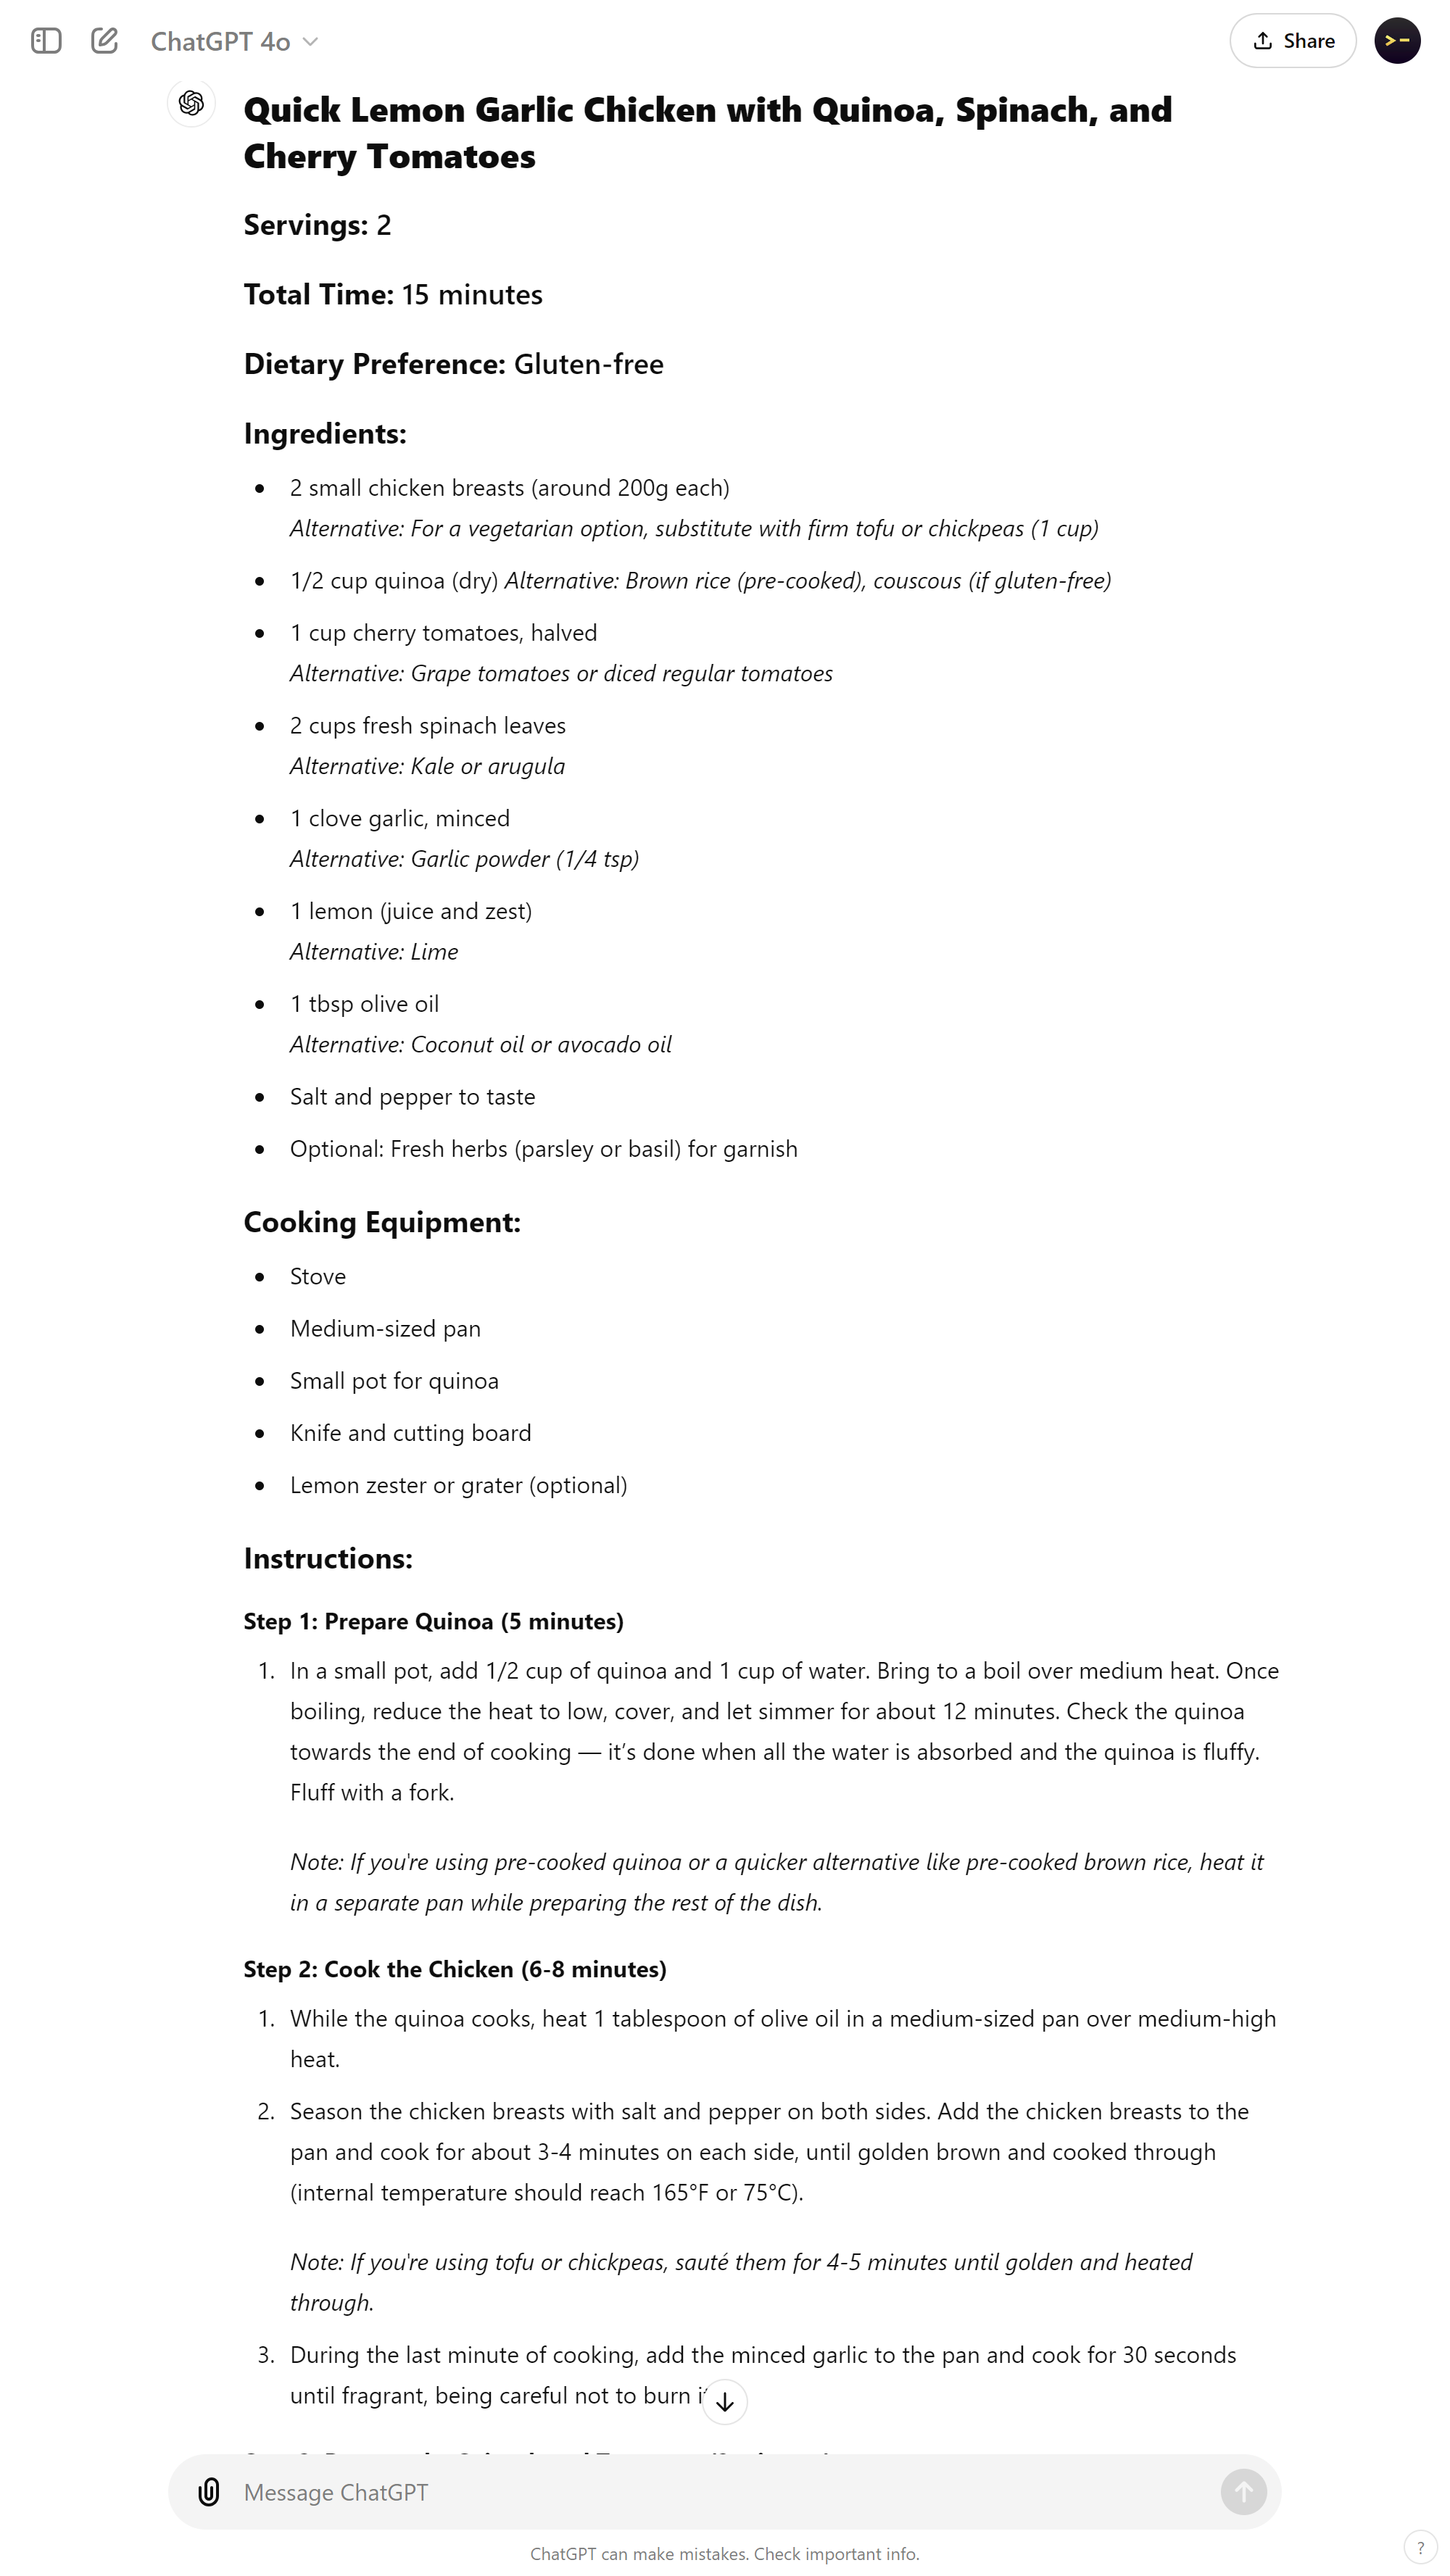 ChatGPT 4o
Share
Quick Lemon Garlic Chicken with Quinoa, Spinach, and
Cherry Tomatoes
Servings: 2
Total Time: 15 minutes
Dietary Preference: Gluten-free
Ingredients:
• 2 small chicken breasts (around 200g each)
Alternative: For a vegetarian option, substitute with firm tofu or chickpeas (1 cup)
• 1/2 cup quinoa (dry) Alternative: Brown rice (pre-cooked), couscous (if gluten-free)
• 1 cup cherry tomatoes, halved
Alternative: Grape tomatoes or diced regular tomatoes
• 2 cups fresh spinach leaves
Alternative: Kale or arugula
• 1 clove garlic, minced
Alternative: Garlic powder (1/4 tsp)
• 1 lemon (juice and zest)
Alternative: Lime
• 1 tbsp olive oil
Alternative: Coconut oil or avocado oil
• Salt and pepper to taste
• Optional: Fresh herbs (parsley or basil) for garnish
Cooking Equipment:
• Stove
• Medium-sized pan
• Small pot for quinoa
• Knife and cutting board
• Lemon zester or grater (optional)
Instructions:
Step 1: Prepare Quinoa (5 minutes)
1. In a small pot, add 1/2 cup of quinoa and 1 cup of water. Bring to a boil over medium heat. Once
boiling, reduce the heat to low, cover, and let simmer for about 12 minutes. Check the quinoa
towards the end of cooking — it’s done when all the water is absorbed and the quinoa is fluffy.
Fluff with a fork.
Note: If you're using pre-cooked quinoa or a quicker alternative like pre-cooked brown rice, heat it
in a separate pan while preparing the rest of the dish.
Step 2: Cook the Chicken (6-8 minutes)
1. While the quinoa cooks, heat 1 tablespoon of olive oil in a medium-sized pan over medium-high
heat.
2. Season the chicken breasts with salt and pepper on both sides. Add the chicken breasts to the
pan and cook for about 3-4 minutes on each side, until golden brown and cooked through
(internal temperature should reach 165°F or 75°C).
Note: If you're using tofu or chickpeas, sauté them for 4-5 minutes until golden and heated
through.
3. During the last minute of cooking, add the minced garlic to the pan and cook for 30 seconds
until fragrant, being careful not to burn it
Message ChatGPT
ChatGPT can make mistakes. Check important info.
?